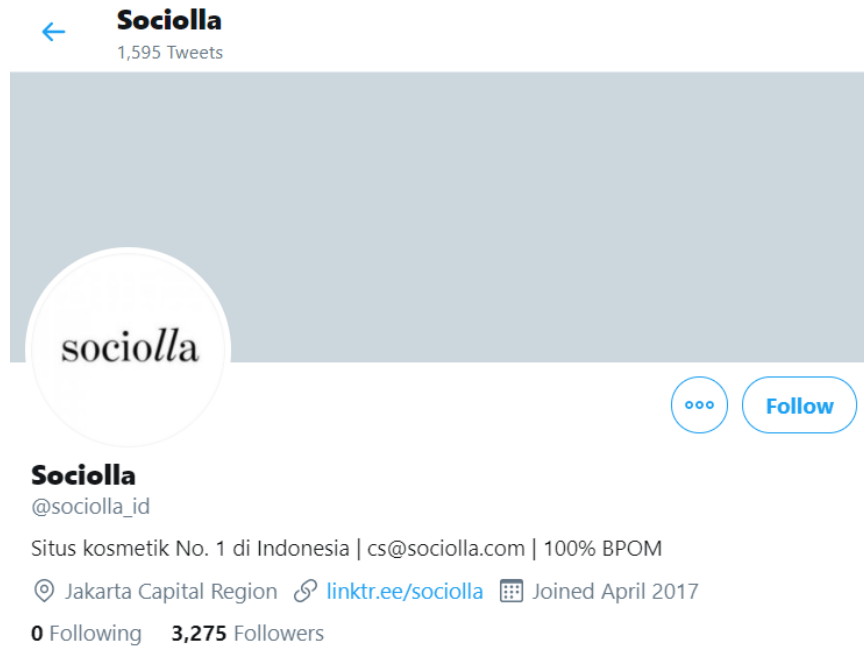 Sociolla
1,595 Tweets
sociolla
Follow
Sociolla
@sociolla_id
Situs kosmetik No. 1 di Indonesia | cs@sociolla.com | 100% BPOM
Jakarta Capital Region linktr.ee/sociolla Joined April 2017
0 Following 3,275 Followers